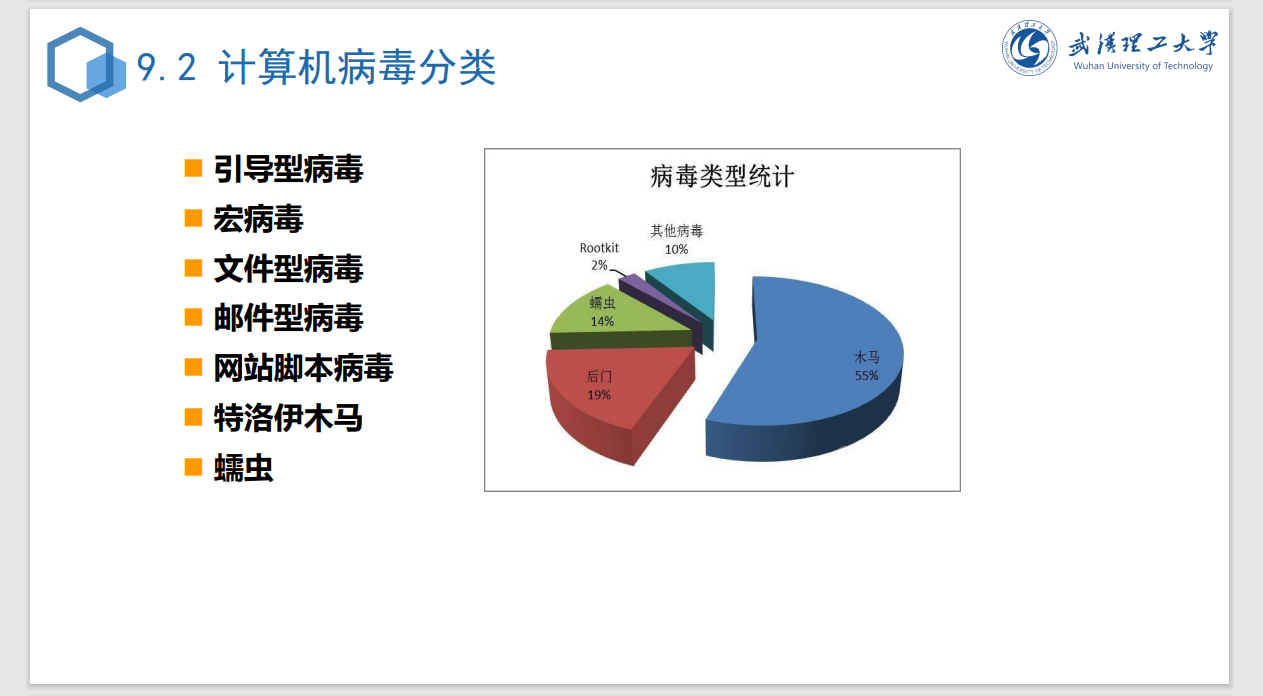 9.2 计算机病毒分类
武汉理工大学
Wuhan University of Technology
引导型病毒
宏病毒
文件型病毒
邮件型病毒
网站脚本病毒
特洛伊木马
蠕虫
病毒类型统计
其他病毒
10%
Rootkit
2%
蠕虫
14%
木马
55%
后门
19%